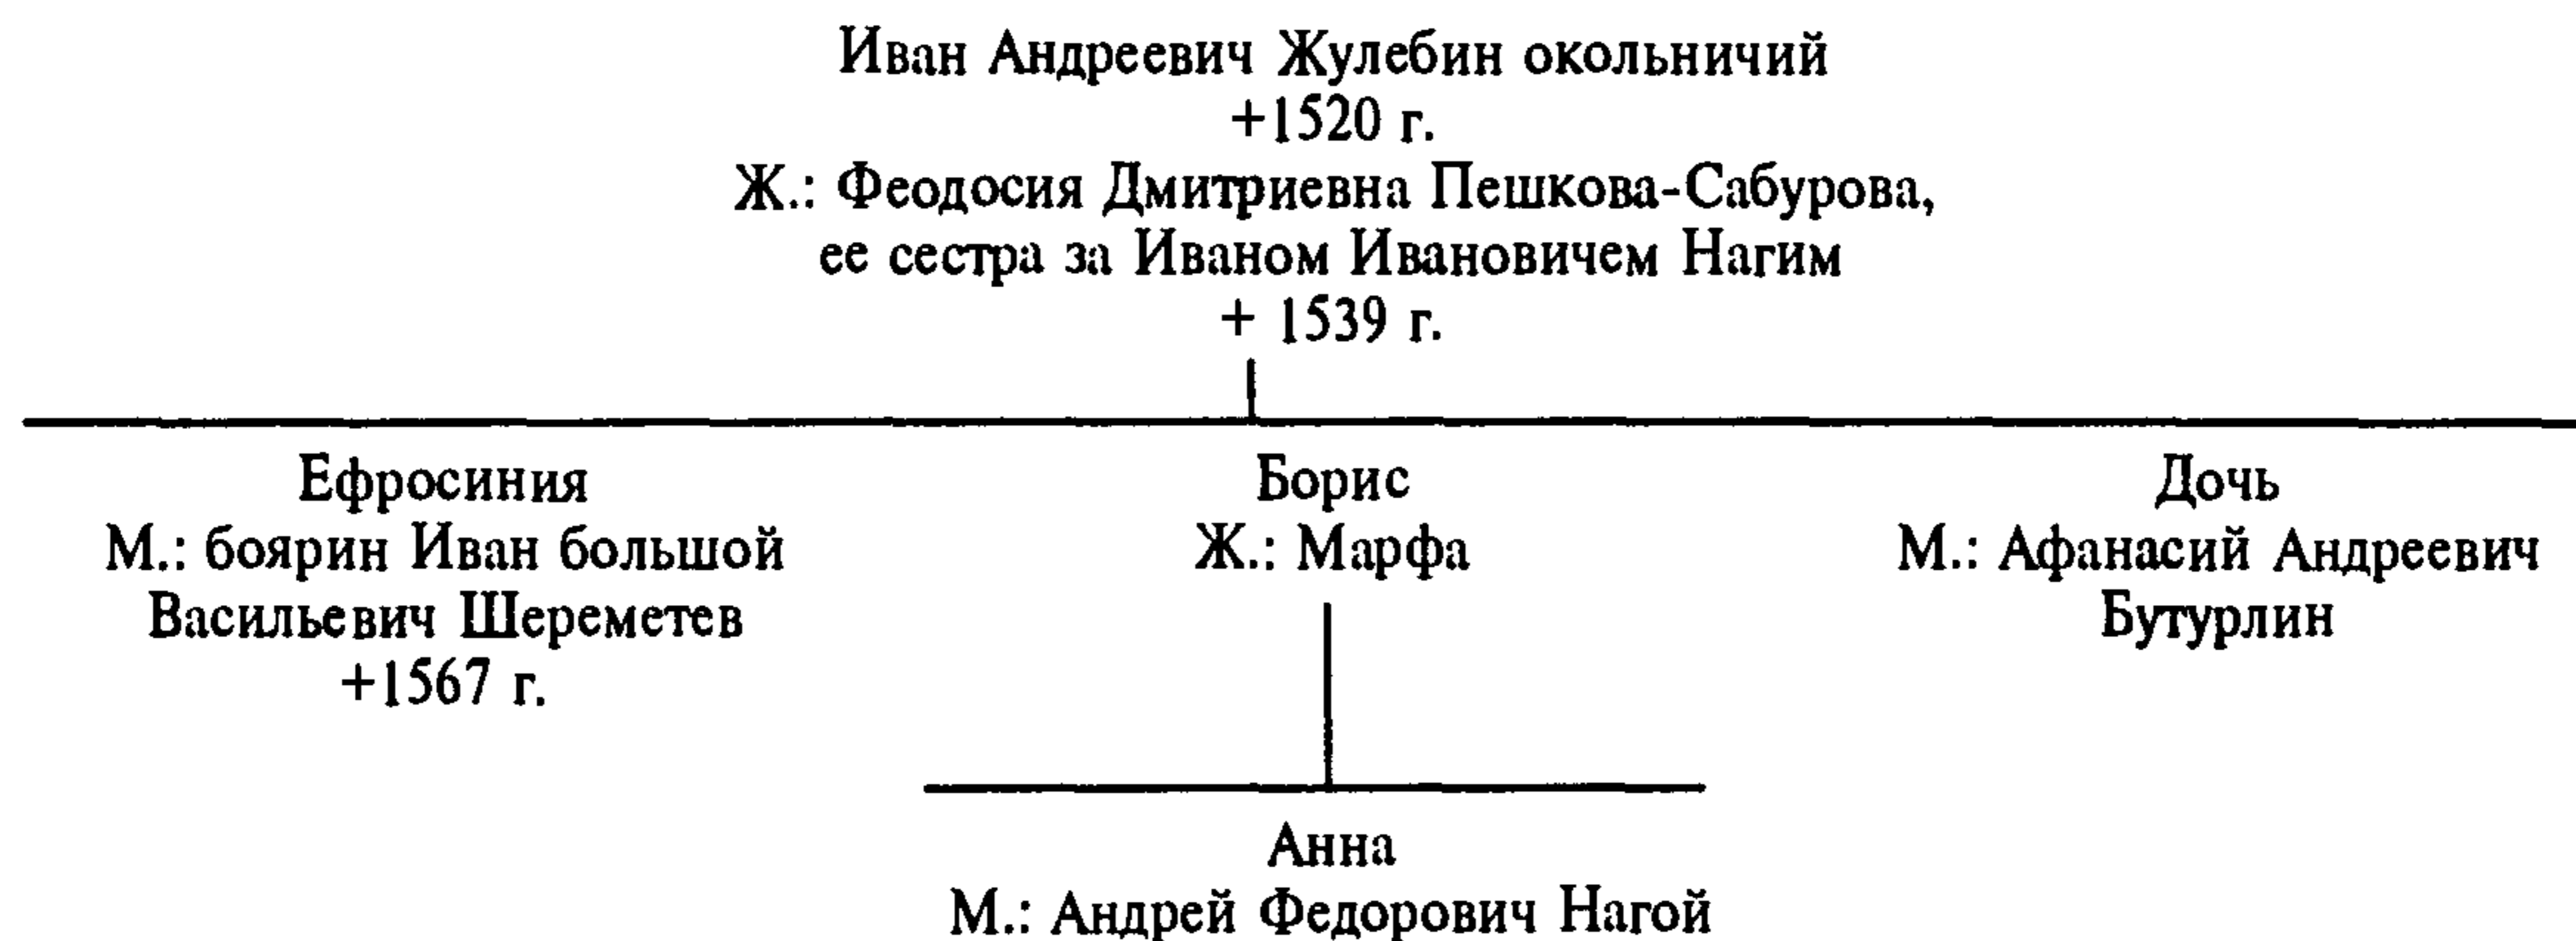 Иван Андреевич Жулебин окольничий
+1520 г.
Ж.: Феодосия Дмитриевна Пешкова-Сабурова,
ее сестра за Иваном Ивановичем Нагим
+ 1539 г.
Ефросиния
М.: боярин Иван большой
Васильевич Шереметев
+1567 г.
Борис
Ж.: Марфа
Дочь
М.: Афанасий Андреевич
Бутурлин
Анна
М.: Андрей Федорович Нагой